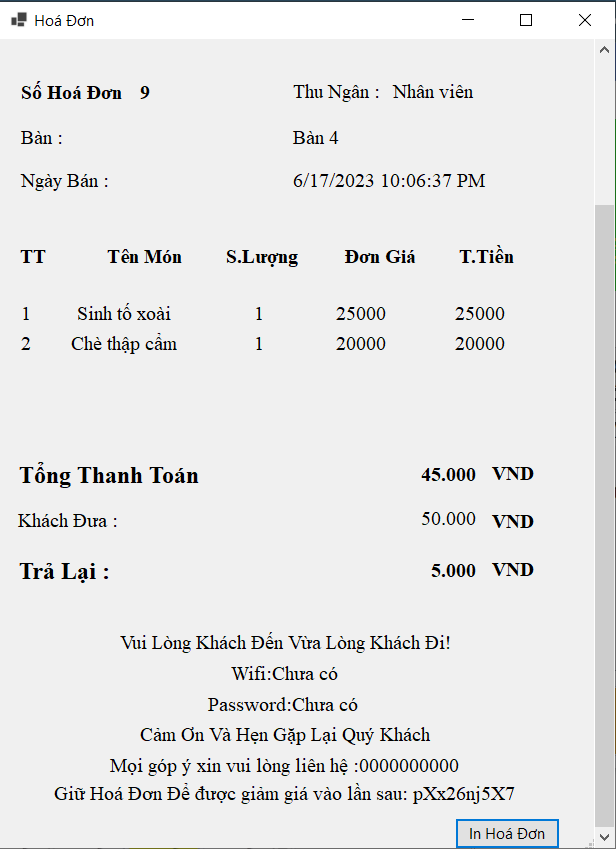 Hoá Đơn
Số Hoá Đơn 9 Thu Ngân : Nhân viên
Bàn : Bàn 4
Ngày Bán : 6/17/2023 10:06:37 PM
TT Tên Món S.Lượng Đơn Giá T.Tiền
1 Sinh tố xoài 1 25000 25000
2 Chè thập cẩm 1 20000 20000
Tổng Thanh Toán 45.000 VND
Khách Đưa : 50.000 VND
Trả Lại : 5.000 VND
Vui Lòng Khách Đến Vừa Lòng Khách Đi!
Wifi:Chưa có
Password:Chưa có
Cảm Ơn Và Hẹn Gặp Lại Quý Khách
Mọi góp ý xin vui lòng liên hệ :0000000000
Giữ Hoá Đơn Để được giảm giá vào lần sau: pXx26nj5X7
In Hoá Đơn